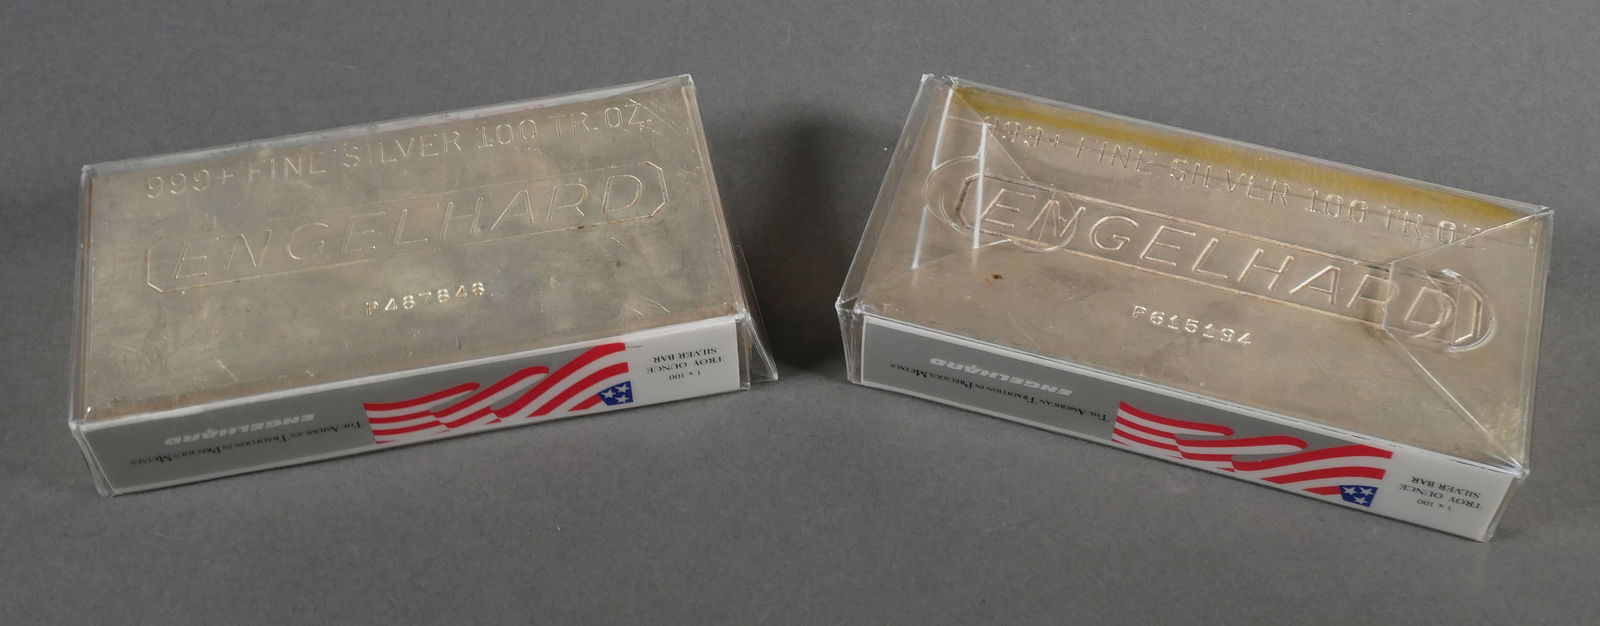 999+ FINE SILVER 100 TR. OZ.
ENGELHARD
P487848
1 x 100
TROY OUNCE
SILVER BAR
THE AMERICAN TRADITION IN PRECIOUS METALS
ENGELHARD
999+ FINE SILVER 100 TR. OZ.
ENGELHARD
P615194
1 x 100
TROY OUNCE
SILVER BAR
THE AMERICAN TRADITION IN PRECIOUS METALS
ENGELHARD